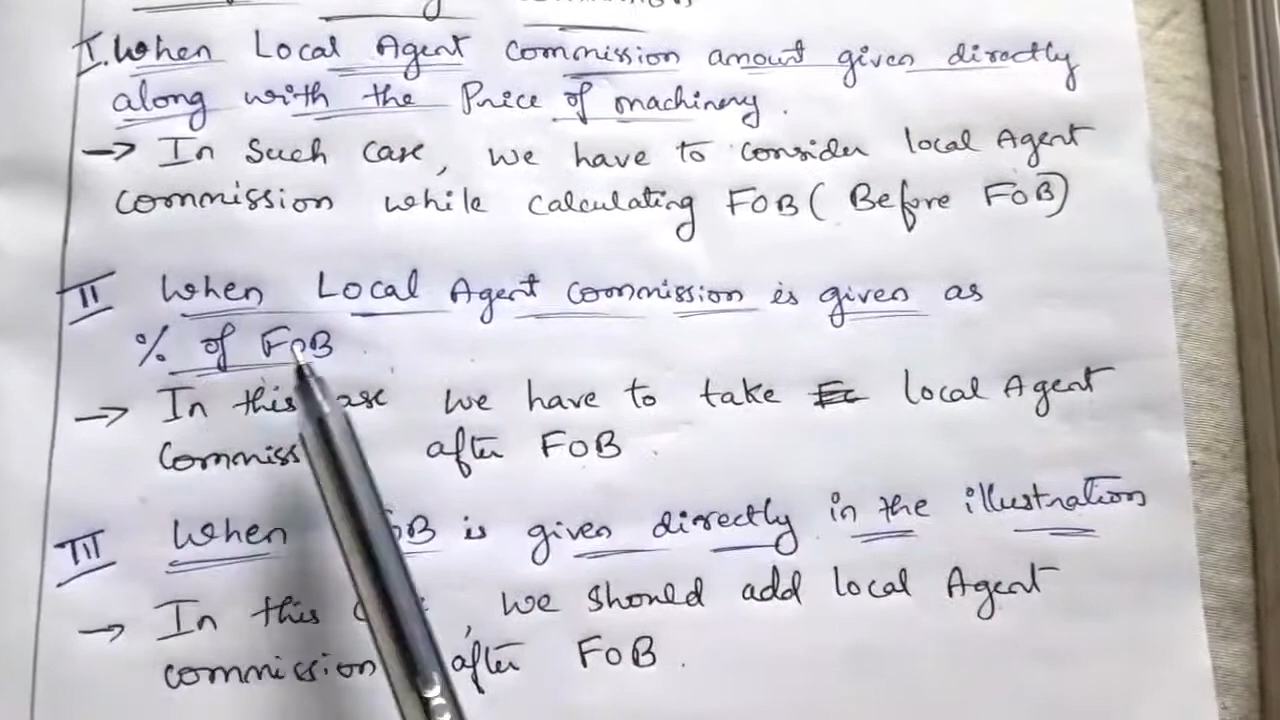 I. When Local Agent commission amount given directly
along with the Price of machinery.
→ In Such case, we have to consider local Agent
commission while calculating FOB ( Before FOB)
II When Local Agent commission is given as
% of FOB
→ In this we have to take local Agent
after FOB.
III When is given directly in the illustration
→ In this , we should add local Agent
commission after FOB.